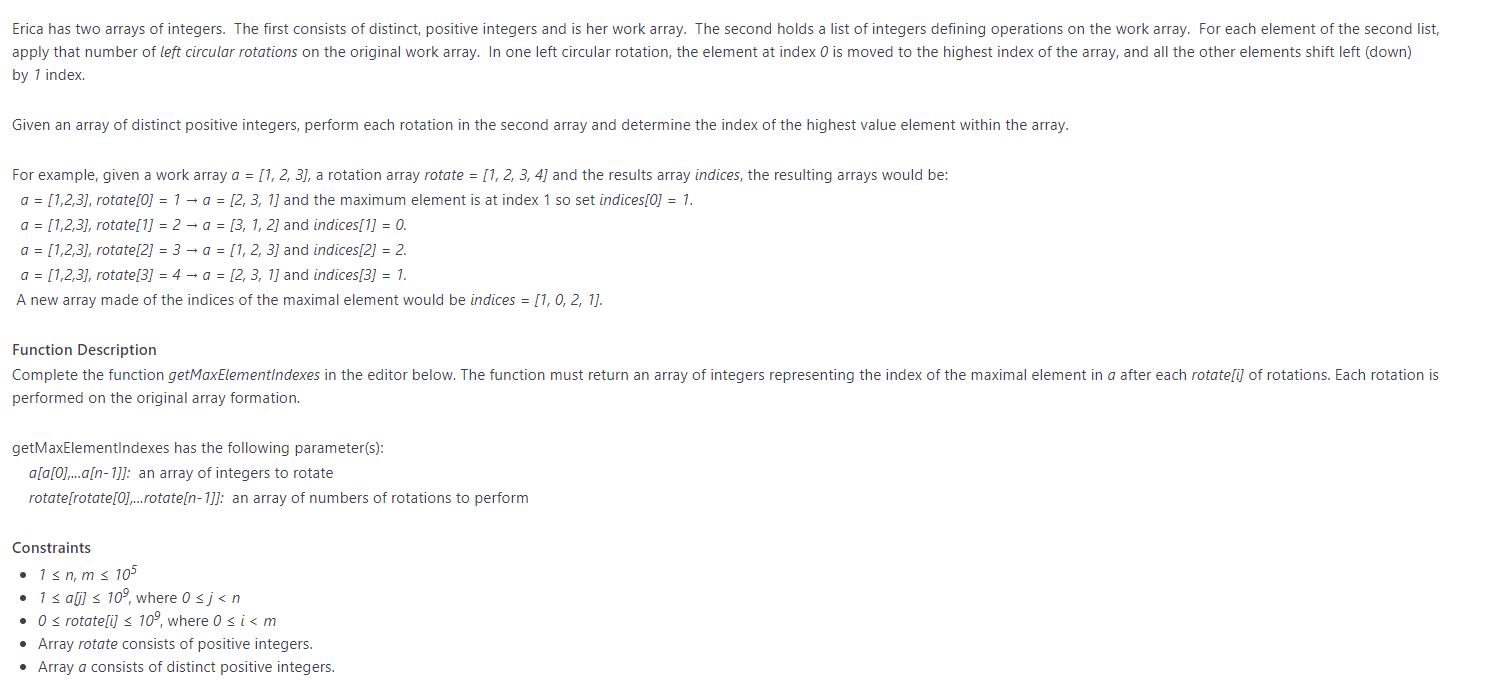 Erica has two arrays of integers. The first consists of distinct, positive integers and is her work array. The second holds a list of integers defining operations on the work array. For each element of the second list,
apply that number of left circular rotations on the original work array. In one left circular rotation, the element at index 0 is moved to the highest index of the array, and all the other elements shift left (down)
by 1 index.
Given an array of distinct positive integers, perform each rotation in the second array and determine the index of the highest value element within the array.
For example, given a work array a = [1, 2, 3], a rotation array rotate = [1, 2, 3, 4] and the results array indices, the resulting arrays would be:
a = [1,2,3], rotate[0] = 1 → a = [2, 3, 1] and the maximum element is at index 1 so set indices[0] = 1.
a = [1,2,3], rotate[1] = 2 → a = [3, 1, 2] and indices[1] = 0.
a = [1,2,3], rotate[2] = 3 → a = [1, 2, 3] and indices[2] = 2.
a = [1,2,3], rotate[3] = 4 → a = [2, 3, 1] and indices[3] = 1.
A new array made of the indices of the maximal element would be indices = [1, 0, 2, 1].
Function Description
Complete the function getMaxElementIndexes in the editor below. The function must return an array of integers representing the index of the maximal element in a after each rotate[i] of rotations. Each rotation is
performed on the original array formation.
getMaxElementIndexes has the following parameter(s):
a[a[0],...a[n-1]]: an array of integers to rotate
rotate[rotate[0],...rotate[n-1]]: an array of numbers of rotations to perform
Constraints
• 1 ≤ n, m ≤ 10⁵
• 1 ≤ a[j] ≤ 10⁹, where 0 ≤ j < n
• 0 ≤ rotate[i] ≤ 10⁹, where 0 ≤ i < m
• Array rotate consists of positive integers.
• Array a consists of distinct positive integers.